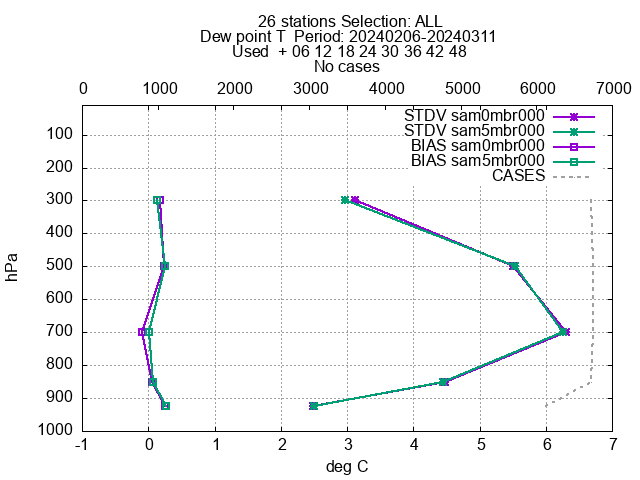 26 stations Selection: ALL
Dew point T  Period: 20240206-20240311
Used  + 06 12 18 24 30 36 42 48
No cases
0 1000 2000 3000 4000 5000 6000 7000
STDV sam0mbr000
STDV sam5mbr000
BIAS sam0mbr000
BIAS sam5mbr000
CASES
100
200
300
400
500
600
700
800
900
1000
hPa
-1 0 1 2 3 4 5 6 7
deg C